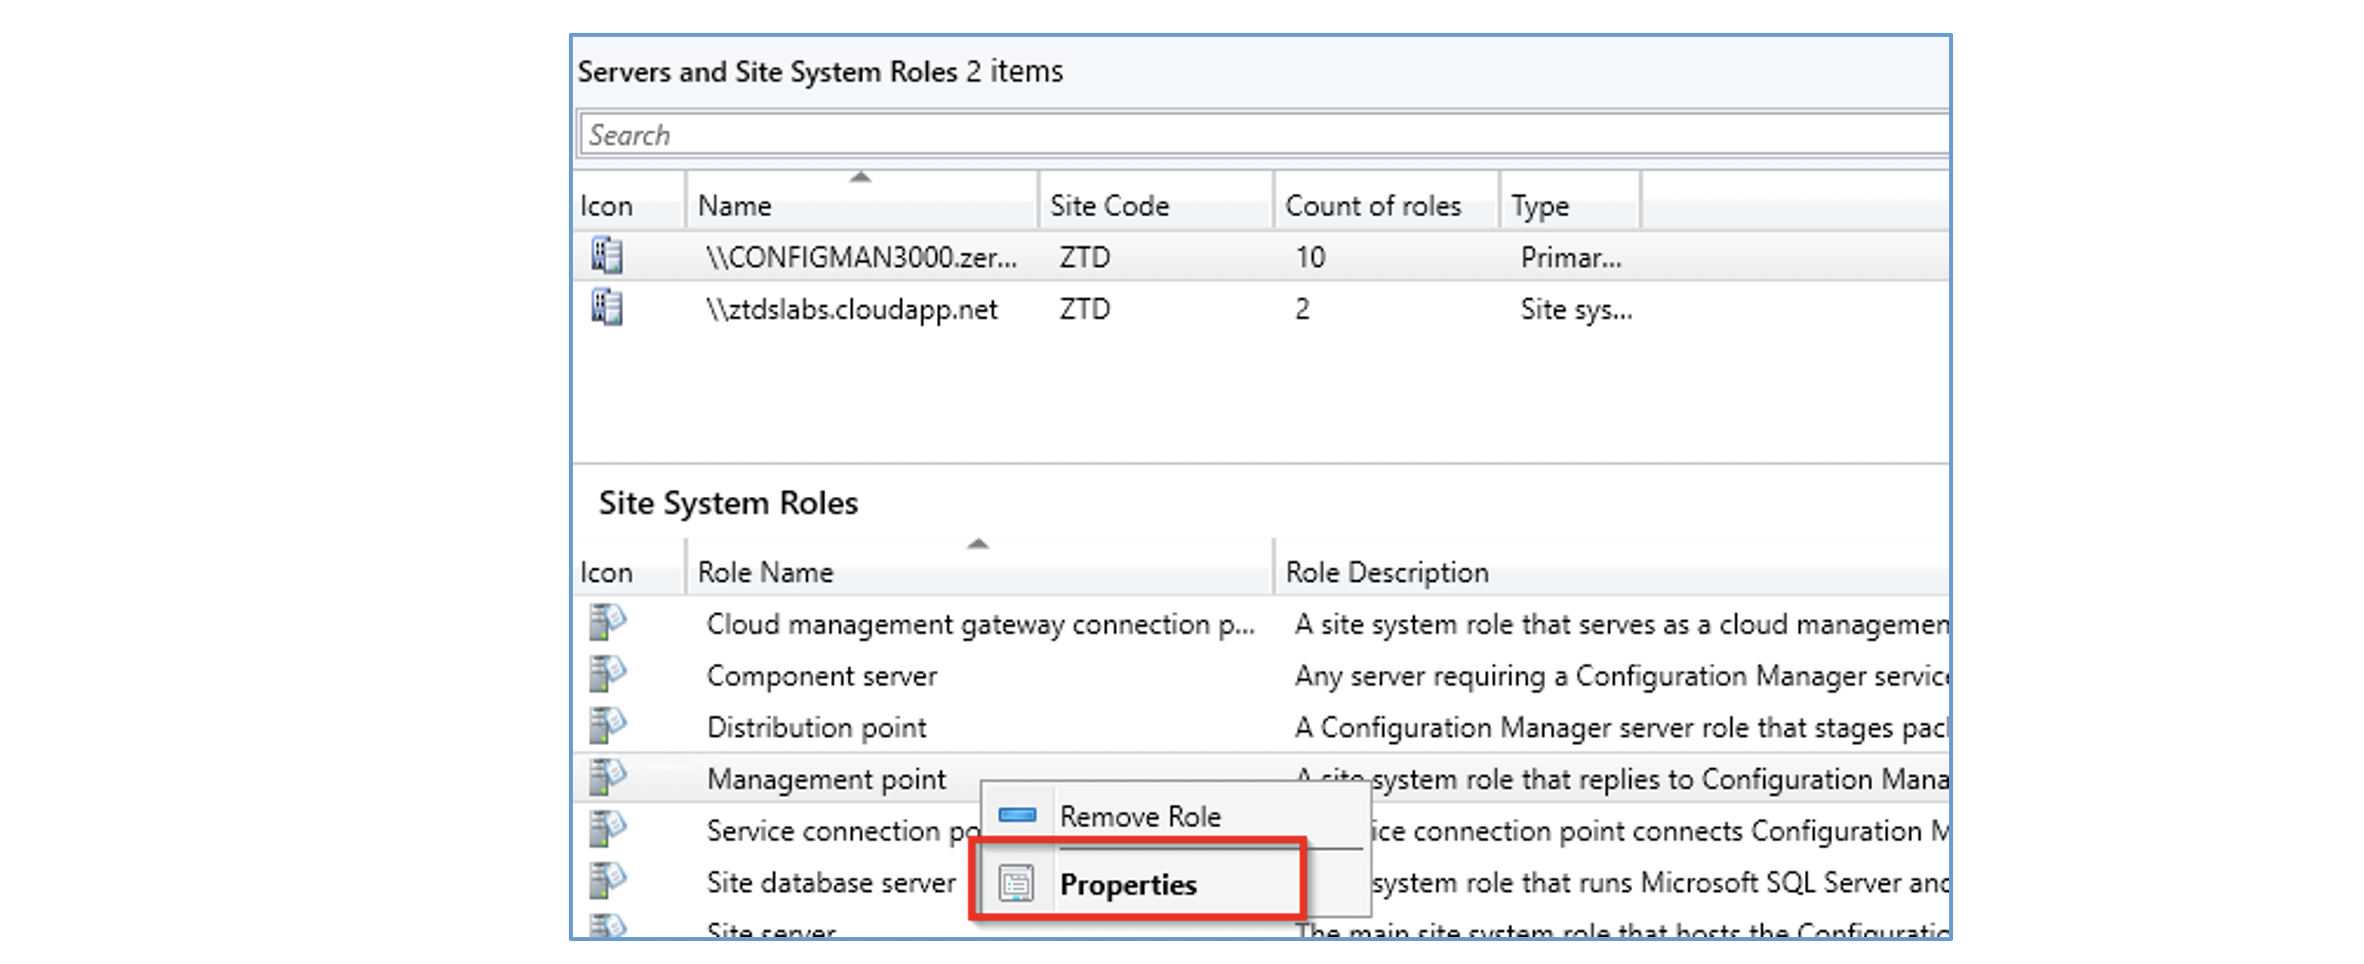 Servers and Site System Roles 2 items
Search
Icon Name Site Code Count of roles Type
\\CONFIGMAN3000.zer... ZTD 10 Primar...
\\ztdslabs.cloudapp.net ZTD 2 Site sys...
Site System Roles
Icon Role Name Role Description
Cloud management gateway connection p... A site system role that serves as a cloud managemen
Component server Any server requiring a Configuration Manager service
Distribution point A Configuration Manager server role that stages pac
Management point A site system role that replies to Configuration Mana
Remove Role
Service connection po ice connection point connects Configuration M
Properties
Site database server system role that runs Microsoft SQL Server and
Site server The main site system role that hosts the Configuratio